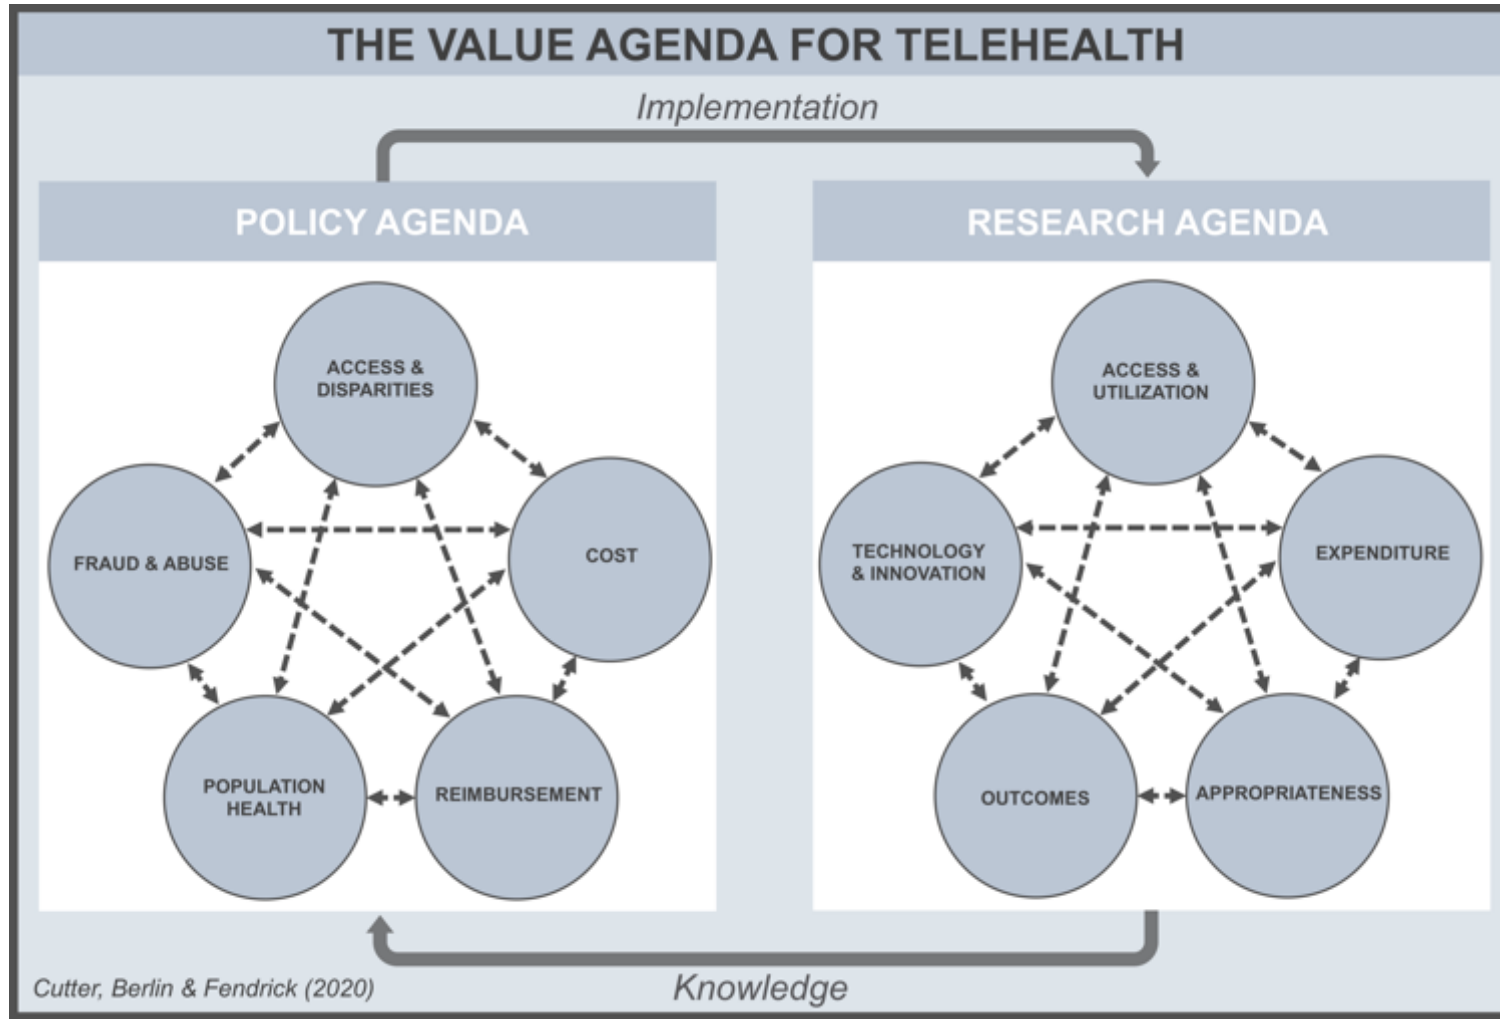 THE VALUE AGENDA FOR TELEHEALTH
Implementation
POLICY AGENDA
ACCESS &
DISPARITIES
FRAUD & ABUSE
COST
POPULATION
HEALTH
REIMBURSEMENT
RESEARCH AGENDA
ACCESS &
UTILIZATION
TECHNOLOGY
& INNOVATION
EXPENDITURE
OUTCOMES
APPROPRIATENESS
Knowledge
Cutter, Berlin & Fendrick (2020)